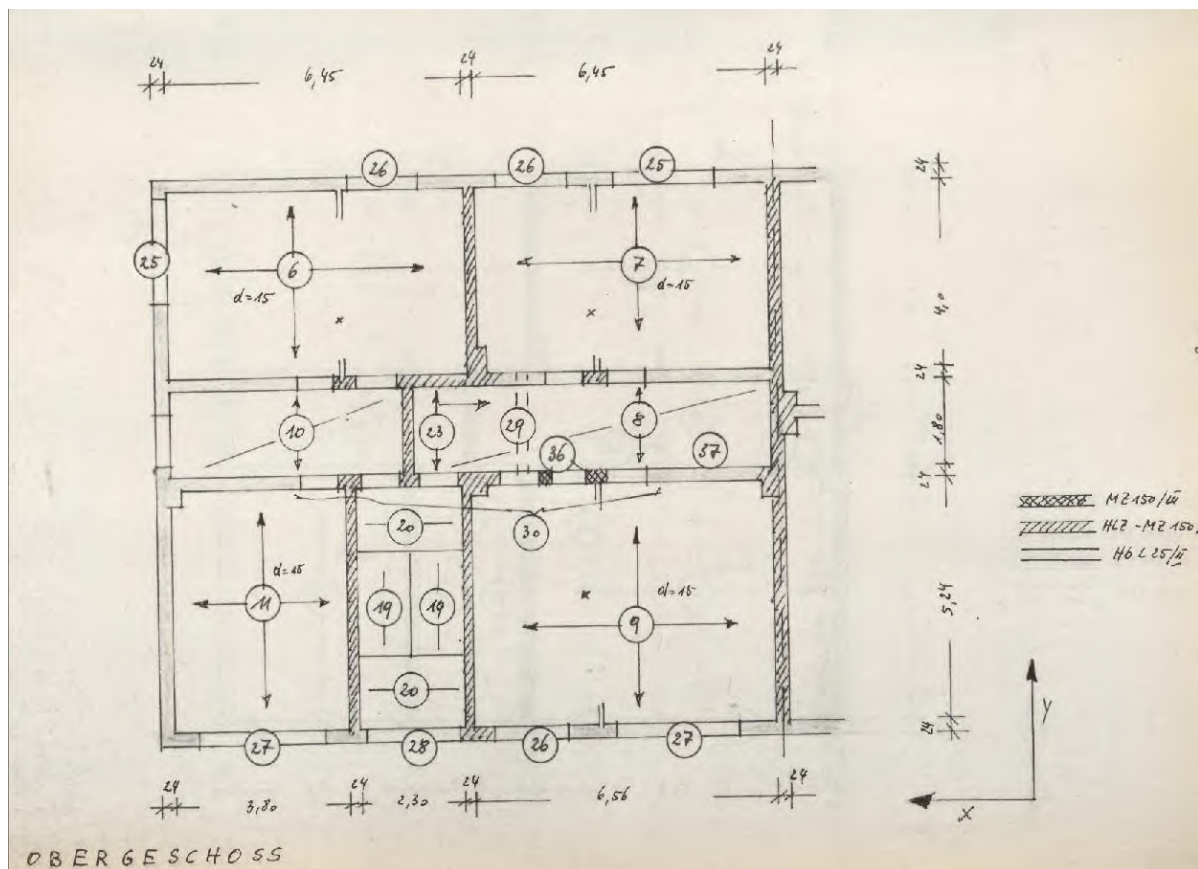 24 6,45 24 6,45 24
26 26 25
24
25
6 7
d=15 d=15
x x
4,0
24
10 23 29 8
1,80
36 37
24
20 30
MZ 150/III
HLZ - MZ 150
HbL 25/II
d=15 x d=15
11 19 19 9
5,24
20
27 28 26 27
24
Y
24 3,80 24 2,30 24 6,56 24
X
OBERGESCHOSS